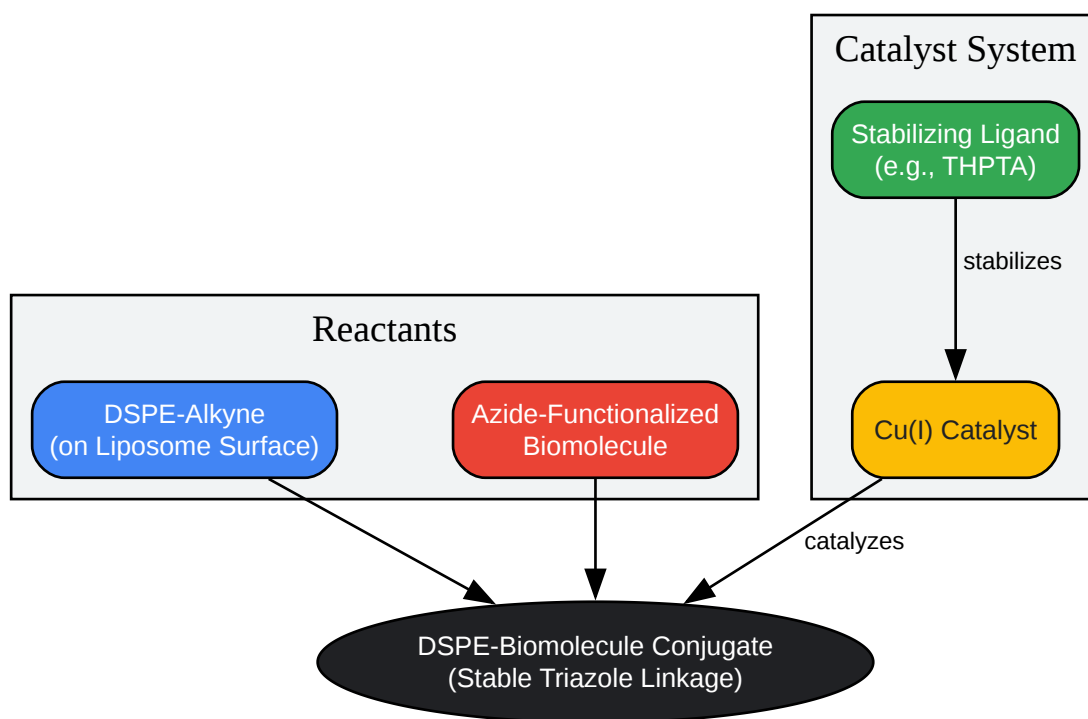 Catalyst System
Stabilizing Ligand
(e.g., THPTA)
stabilizes
Reactants
DSPE-Alkyne
(on Liposome Surface)
Azide-Functionalized
Biomolecule
Cu(I) Catalyst
catalyzes
DSPE-Biomolecule Conjugate
(Stable Triazole Linkage)